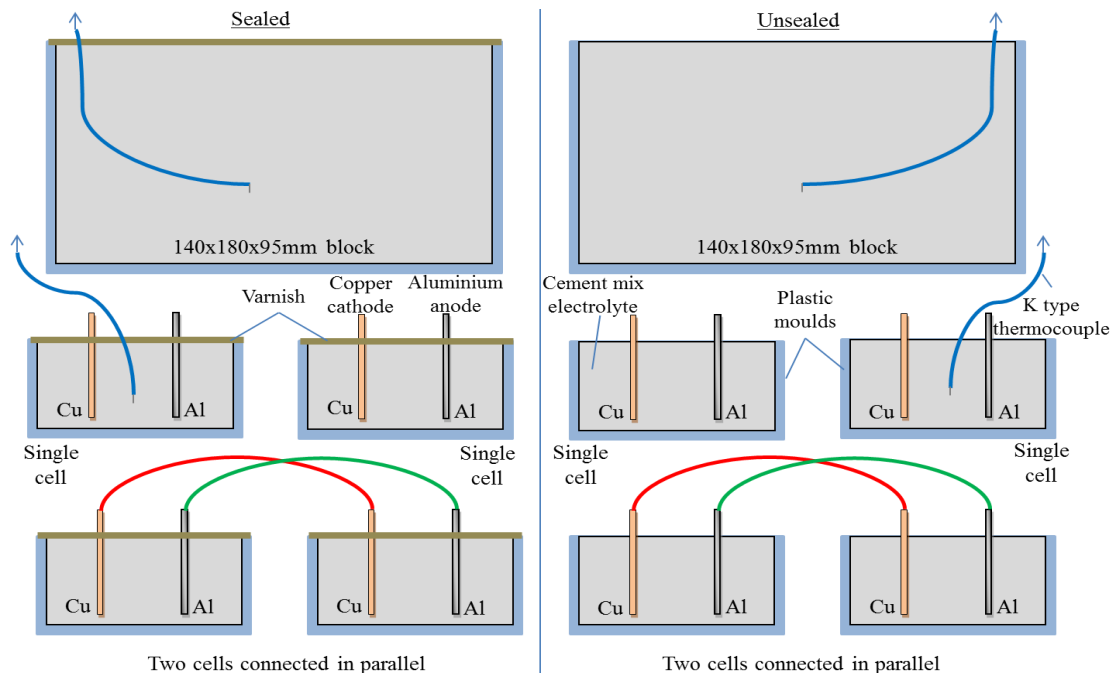 Sealed
140x180x95mm block
Varnish
Copper
cathode
Aluminium
anode
Cu
Al
Cu
Al
Single
cell
Single
cell
Cu
Al
Cu
Al
Two cells connected in parallel
Unsealed
140x180x95mm block
Cement mix
electrolyte
Plastic
moulds
K type
thermocouple
Cu
Al
Cu
Al
Single
cell
Single
cell
Cu
Al
Cu
Al
Two cells connected in parallel